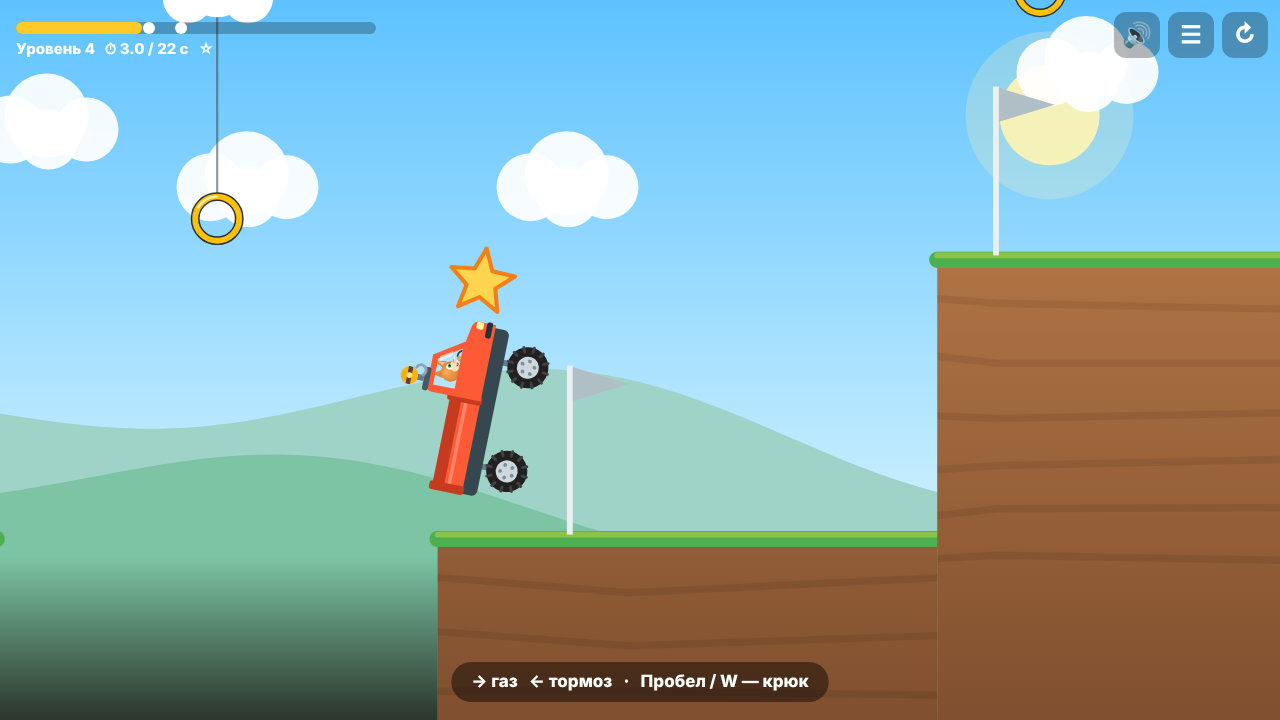 Уровень 4 ⏱ 3.0 / 22 с ☆
→ газ ← тормоз · Пробел / W — крюк